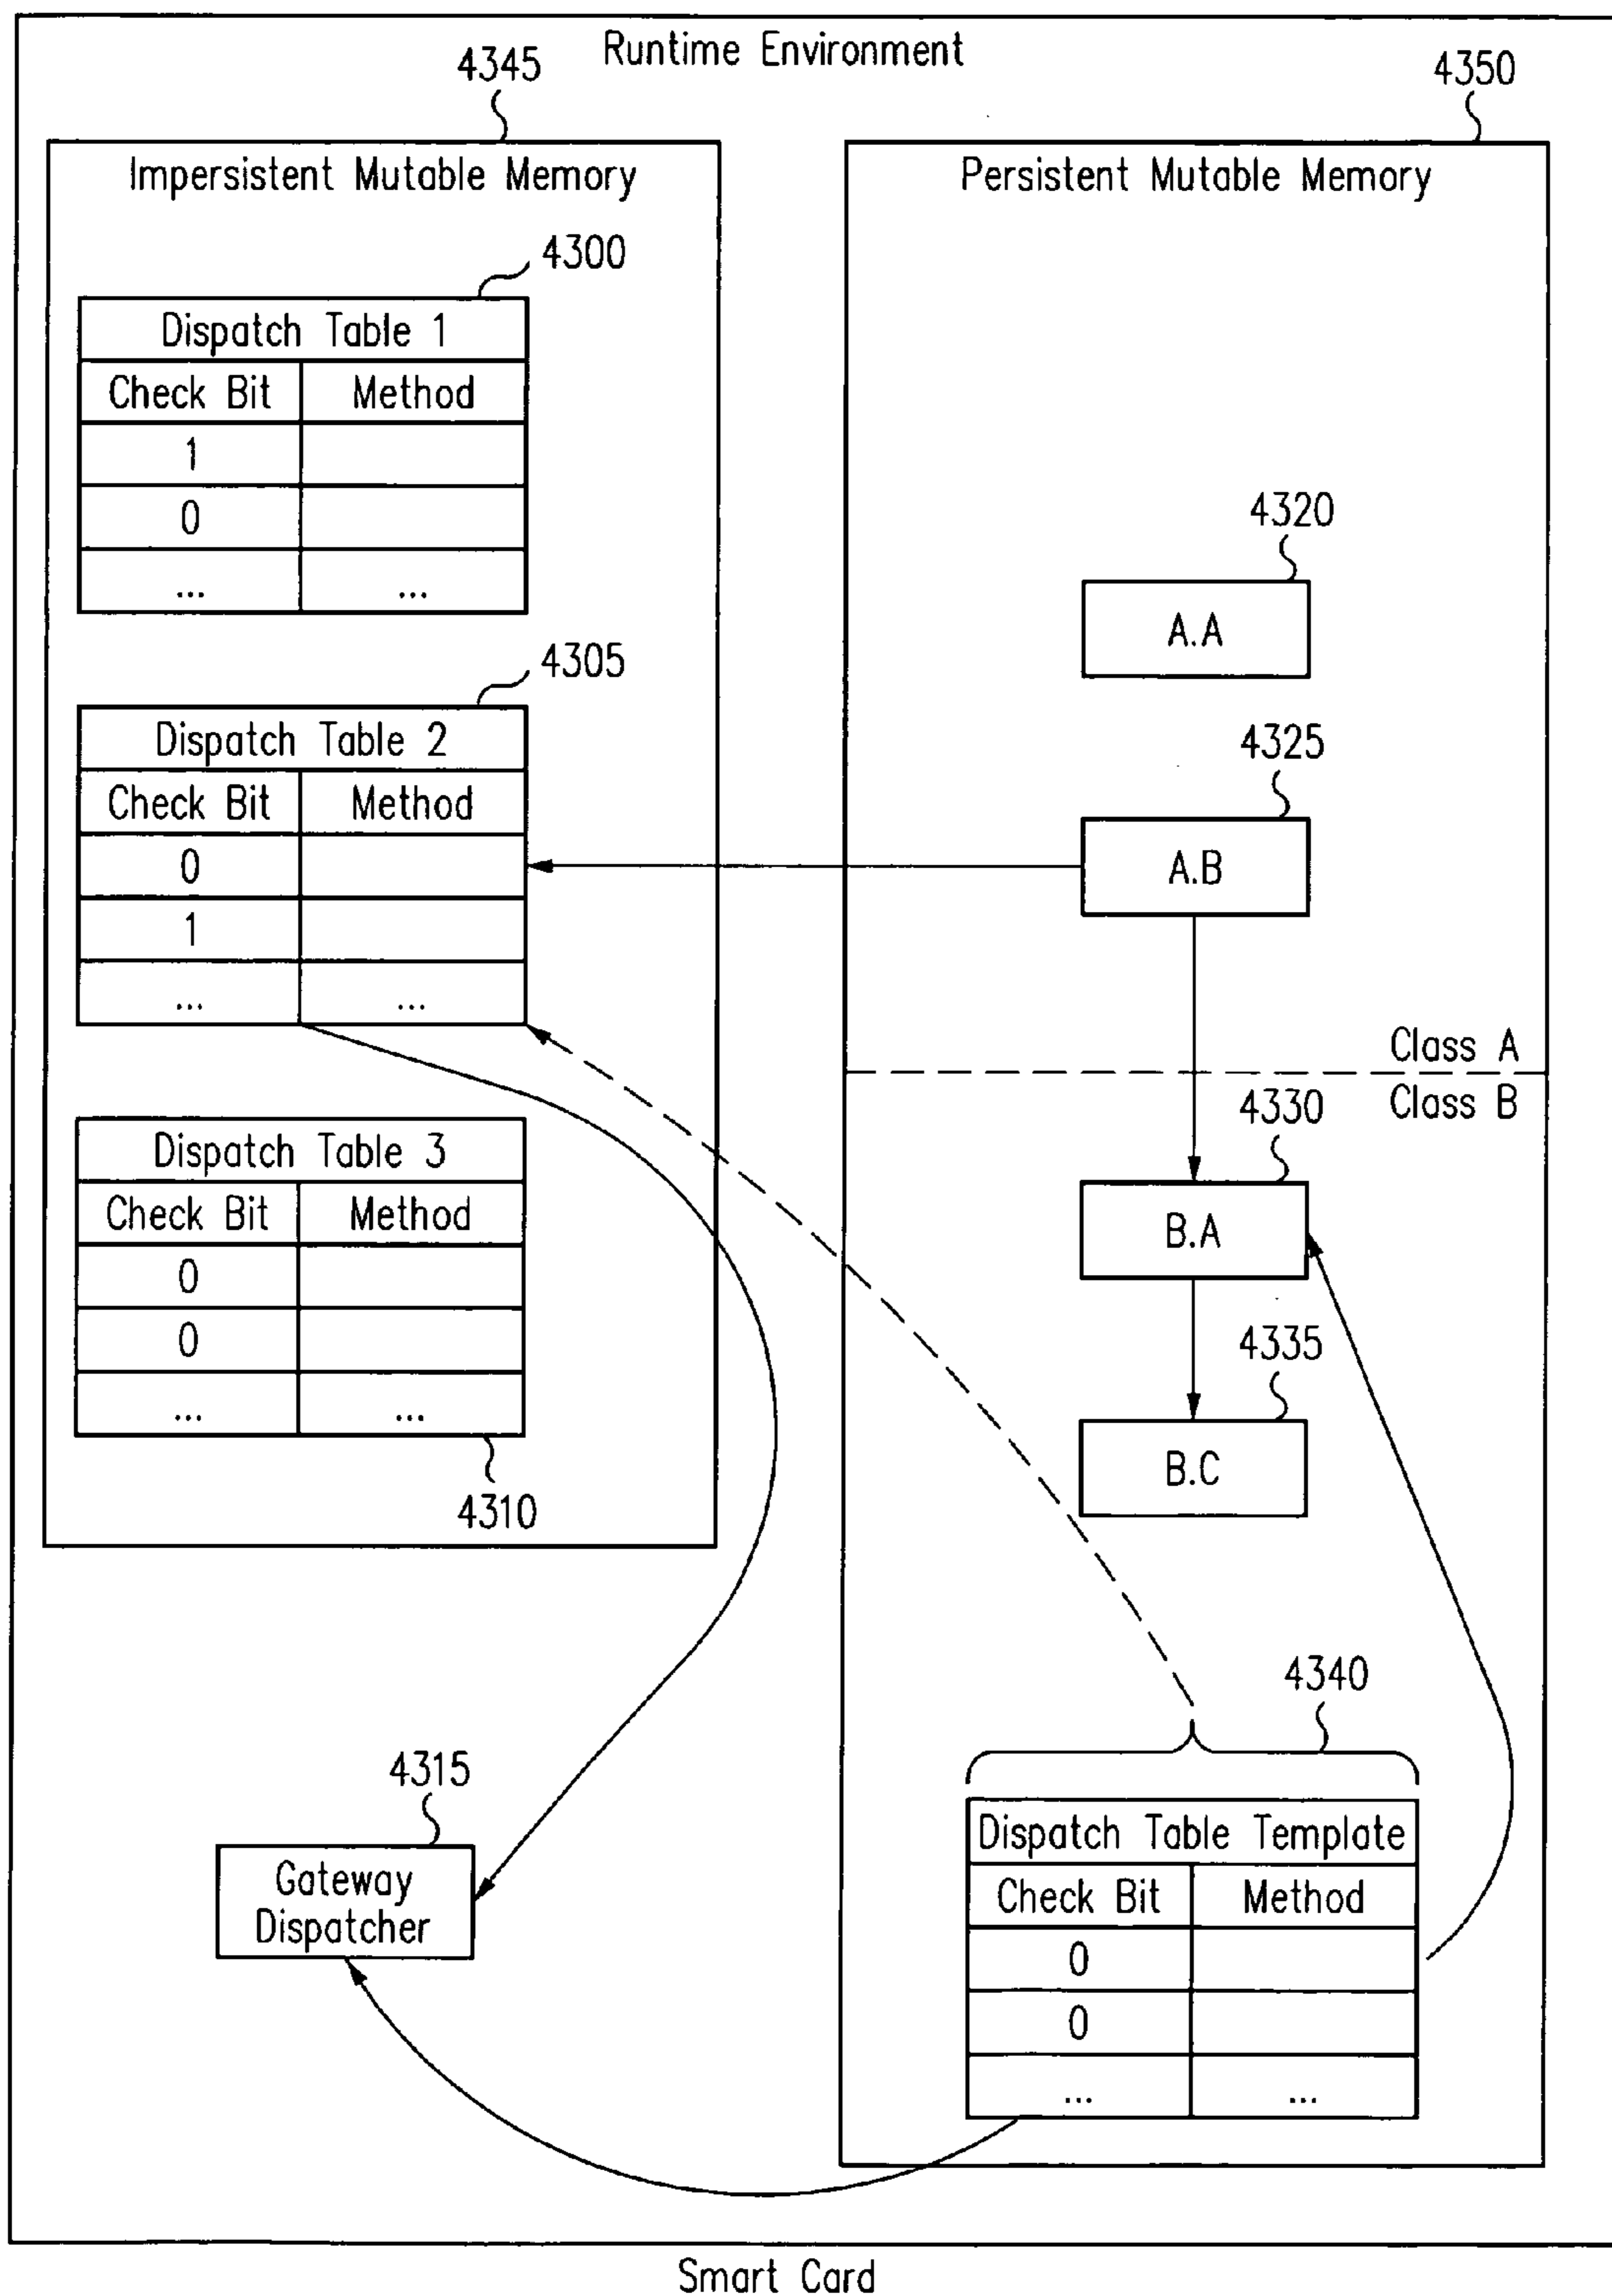 Runtime Environment
4345
4350
Impersistent Mutable Memory
Persistent Mutable Memory
4300
Dispatch Table 1
Check Bit Method
1
0
... ...
4305
Dispatch Table 2
Check Bit Method
0
1
... ...
Dispatch Table 3
Check Bit Method
0
0
... ...
4310
4315
Gateway
Dispatcher
4320
A.A
4325
A.B
Class A
Class B
4330
B.A
4335
B.C
4340
Dispatch Table Template
Check Bit Method
0
0
... ...
Smart Card